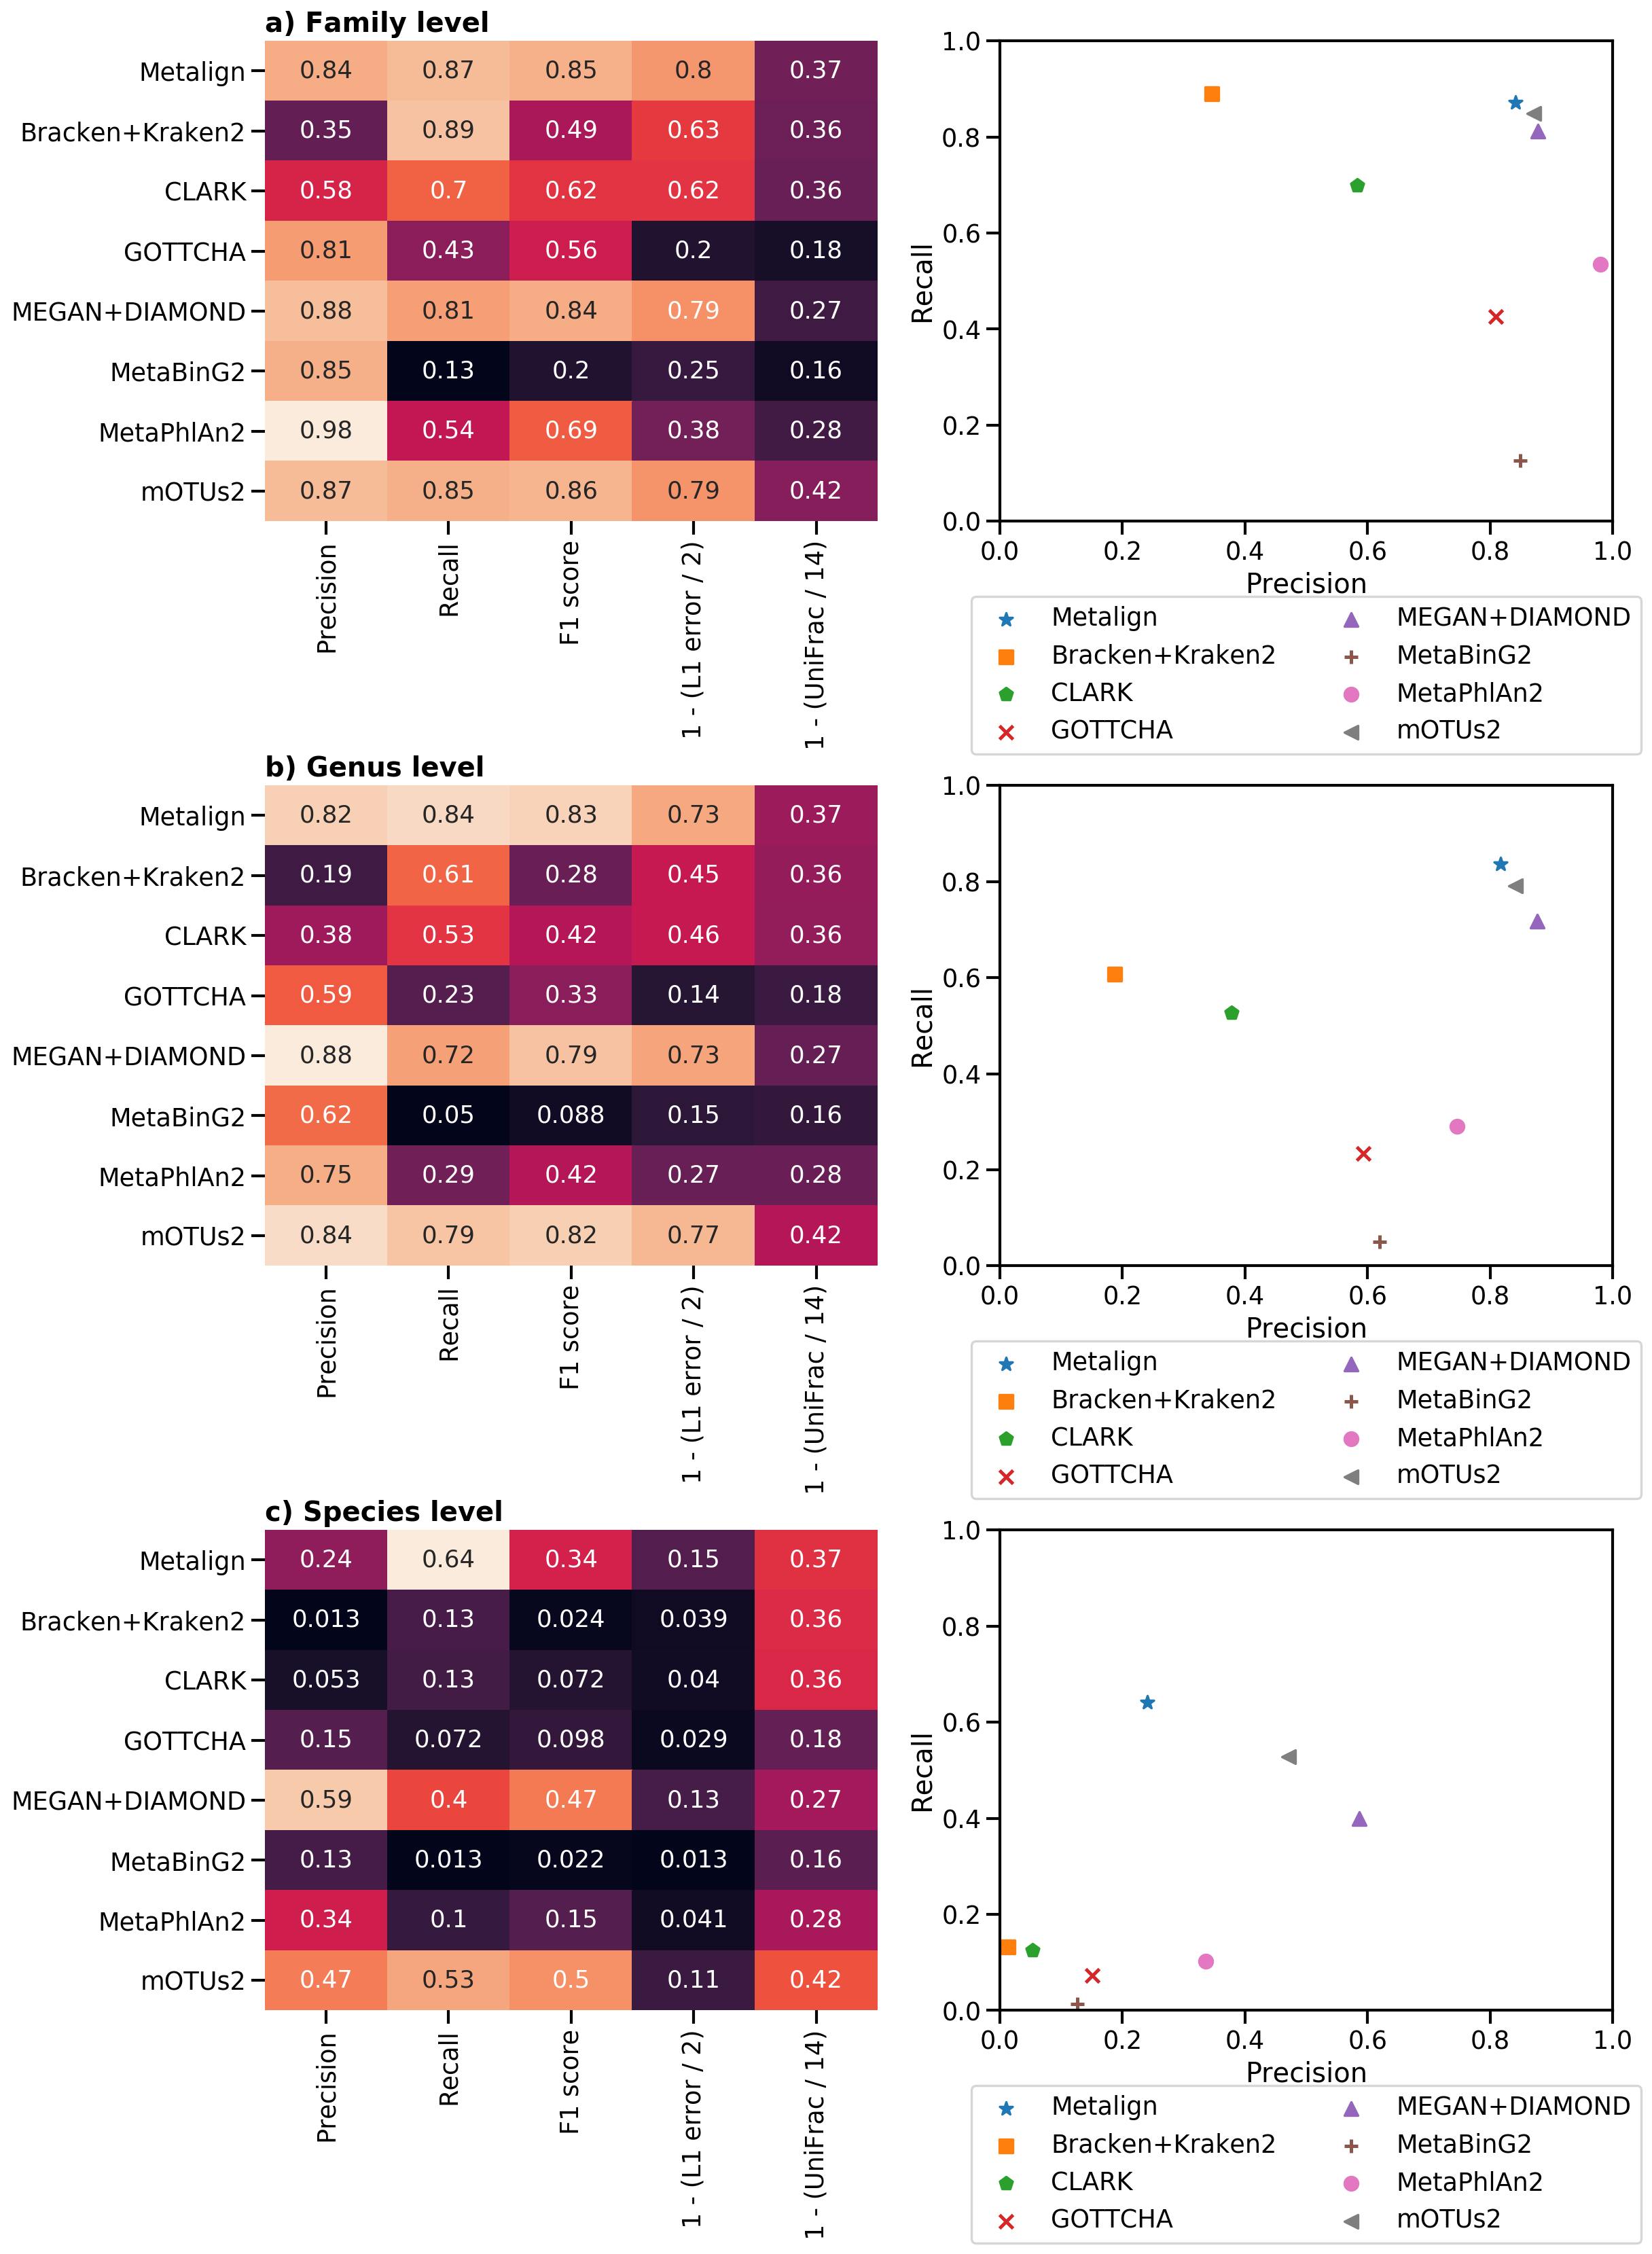 a) Family level
Metalign 0.84 0.87 0.85 0.8 0.37
Bracken+Kraken2 0.35 0.89 0.49 0.63 0.36
CLARK 0.58 0.7 0.62 0.62 0.36
GOTTCHA 0.81 0.43 0.56 0.2 0.18
MEGAN+DIAMOND 0.88 0.81 0.84 0.79 0.27
MetaBinG2 0.85 0.13 0.2 0.25 0.16
MetaPhlAn2 0.98 0.54 0.69 0.38 0.28
mOTUs2 0.87 0.85 0.86 0.79 0.42
Precision
Recall
F1 score
1 - (L1 error / 2)
1 - (UniFrac / 14)
1.0
0.8
0.6
0.4
0.2
0.0
Recall
0.0 0.2 0.4 0.6 0.8 1.0
Precision
Metalign MEGAN+DIAMOND
Bracken+Kraken2 MetaBinG2
CLARK MetaPhlAn2
GOTTCHA mOTUs2
b) Genus level
Metalign 0.82 0.84 0.83 0.73 0.37
Bracken+Kraken2 0.19 0.61 0.28 0.45 0.36
CLARK 0.38 0.53 0.42 0.46 0.36
GOTTCHA 0.59 0.23 0.33 0.14 0.18
MEGAN+DIAMOND 0.88 0.72 0.79 0.73 0.27
MetaBinG2 0.62 0.05 0.088 0.15 0.16
MetaPhlAn2 0.75 0.29 0.42 0.27 0.28
mOTUs2 0.84 0.79 0.82 0.77 0.42
Precision
Recall
F1 score
1 - (L1 error / 2)
1 - (UniFrac / 14)
1.0
0.8
0.6
0.4
0.2
0.0
Recall
0.0 0.2 0.4 0.6 0.8 1.0
Precision
Metalign MEGAN+DIAMOND
Bracken+Kraken2 MetaBinG2
CLARK MetaPhlAn2
GOTTCHA mOTUs2
c) Species level
Metalign 0.24 0.64 0.34 0.15 0.37
Bracken+Kraken2 0.013 0.13 0.024 0.039 0.36
CLARK 0.053 0.13 0.072 0.04 0.36
GOTTCHA 0.15 0.072 0.098 0.029 0.18
MEGAN+DIAMOND 0.59 0.4 0.47 0.13 0.27
MetaBinG2 0.13 0.013 0.022 0.013 0.16
MetaPhlAn2 0.34 0.1 0.15 0.041 0.28
mOTUs2 0.47 0.53 0.5 0.11 0.42
Precision
Recall
F1 score
1 - (L1 error / 2)
1 - (UniFrac / 14)
1.0
0.8
0.6
0.4
0.2
0.0
Recall
0.0 0.2 0.4 0.6 0.8 1.0
Precision
Metalign MEGAN+DIAMOND
Bracken+Kraken2 MetaBinG2
CLARK MetaPhlAn2
GOTTCHA mOTUs2